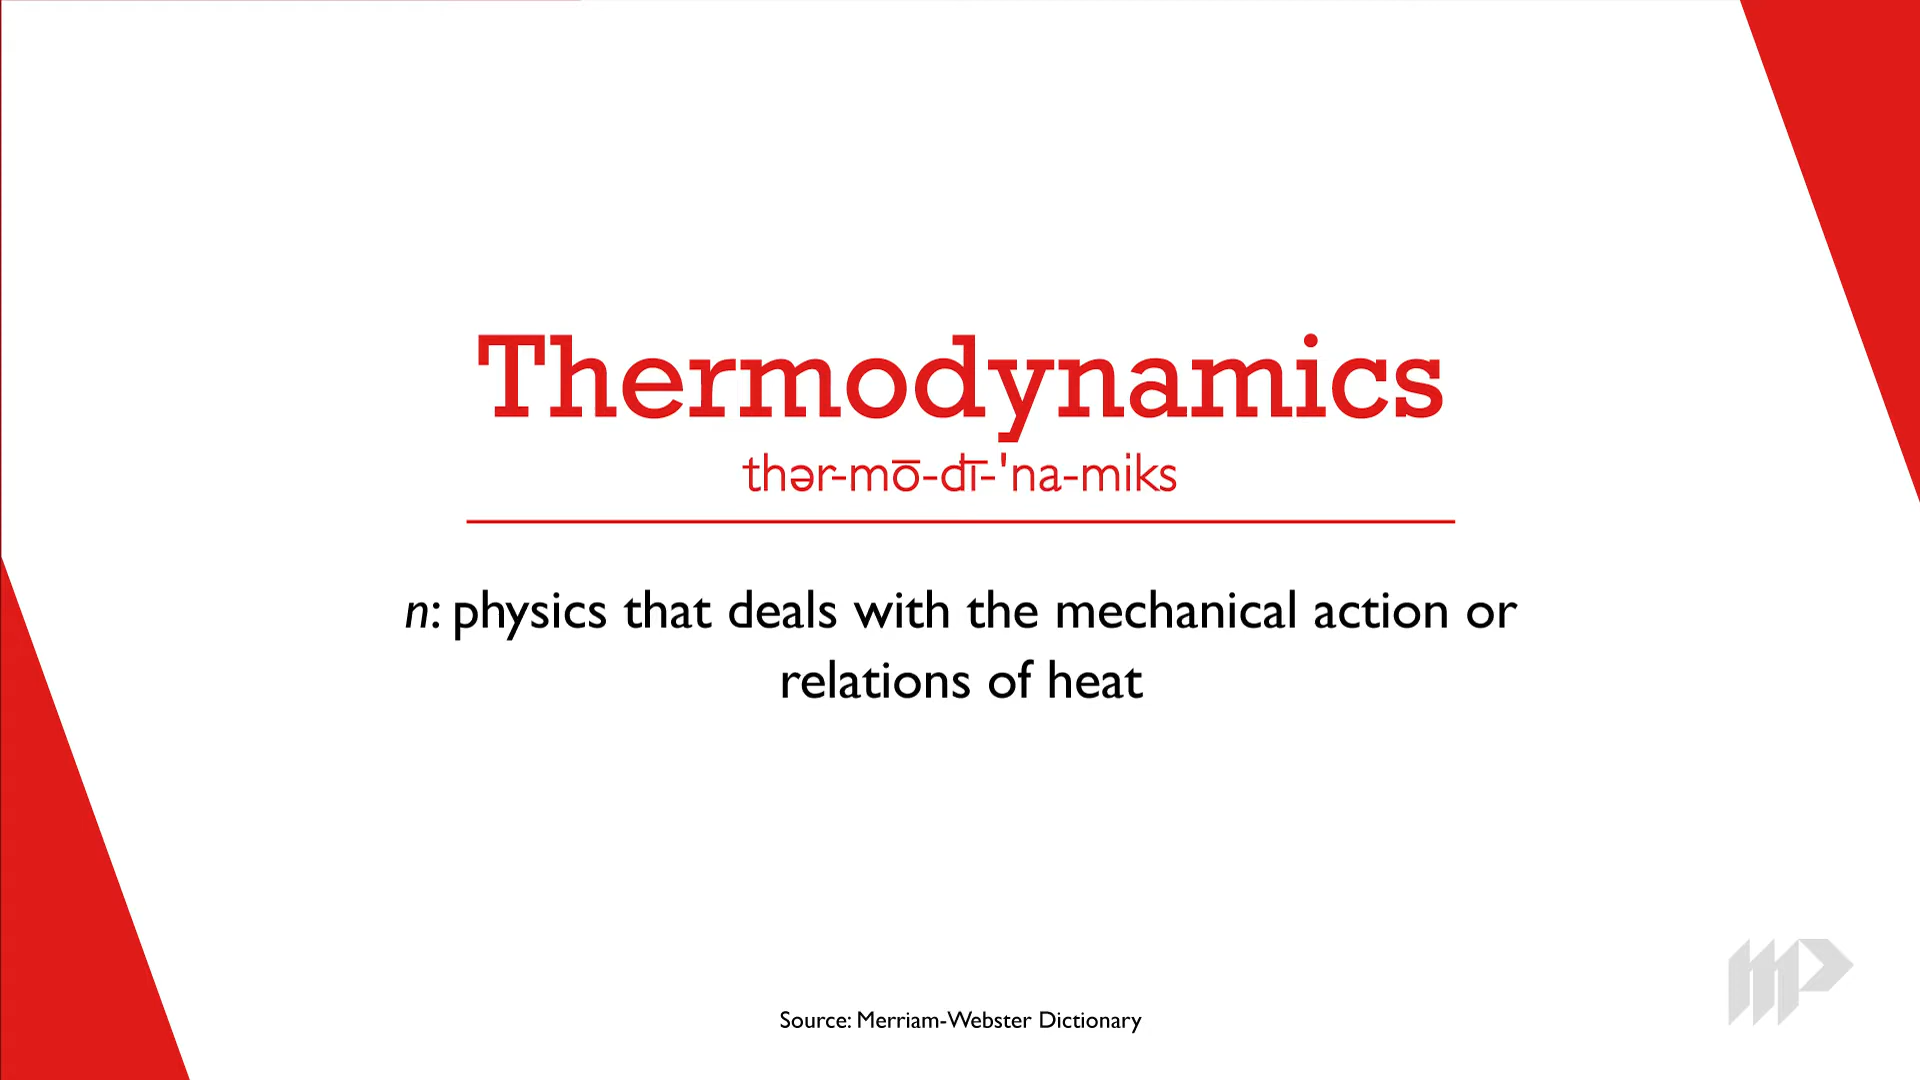 Thermodynamics
thər-mō-dī-'na-miks
n: physics that deals with the mechanical action or
relations of heat
Source: Merriam-Webster Dictionary